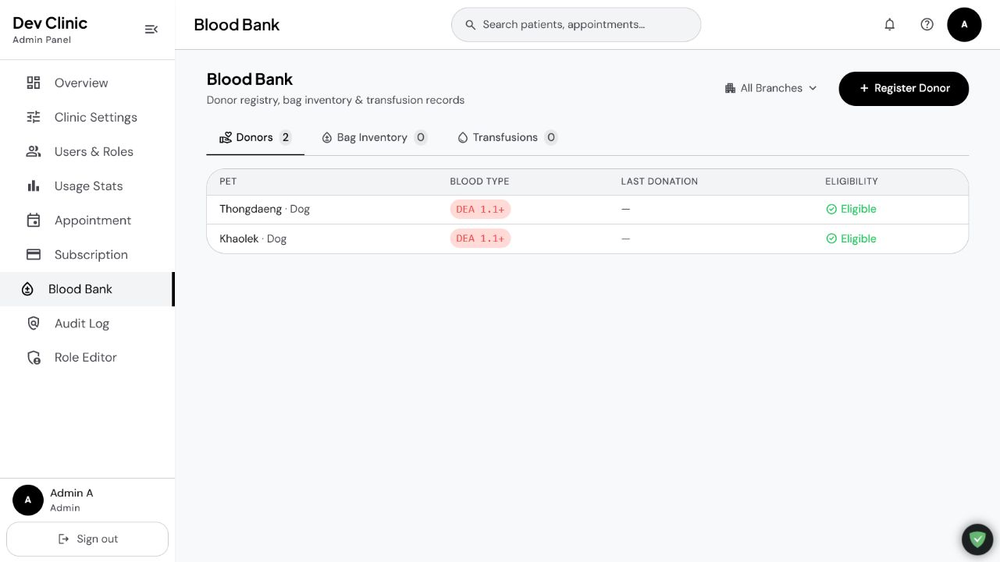 Dev Clinic
Admin Panel
Overview
Clinic Settings
Users & Roles
Usage Stats
Appointment
Subscription
Blood Bank
Audit Log
Role Editor
A
Admin A
Admin
Sign out
Blood Bank
Search patients, appointments...
A
Blood Bank
Donor registry, bag inventory & transfusion records
All Branches
+ Register Donor
Donors 2
Bag Inventory 0
Transfusions 0
PET BLOOD TYPE LAST DONATION ELIGIBILITY
Thongdaeng · Dog DEA 1.1+ — Eligible
Khaolek · Dog DEA 1.1+ — Eligible